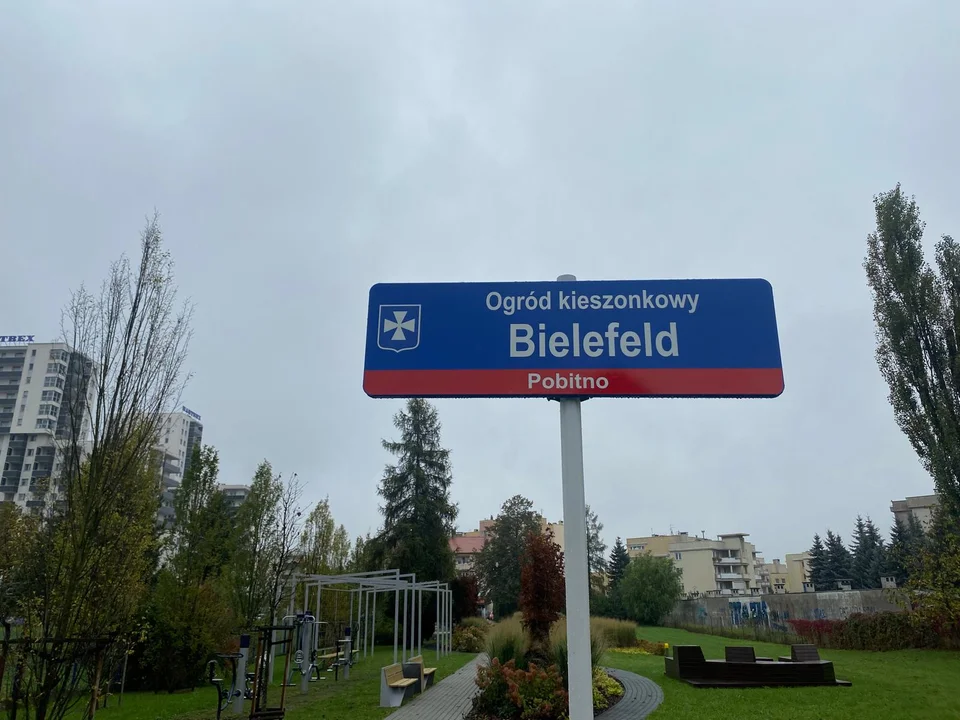 Ogród kieszonkowy
Bielefeld
Pobitno